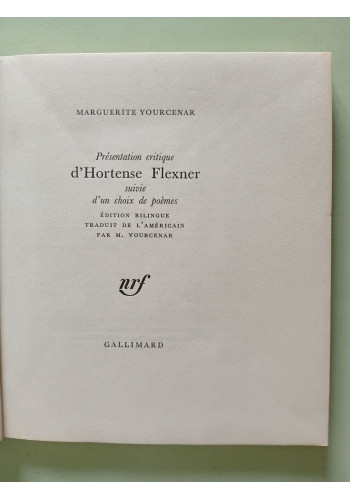 MARGUERITE YOURCENAR
Présentation critique
d'Hortense Flexner
suivie
d'un choix de poèmes
ÉDITION BILINGUE
TRADUIT DE L'AMÉRICAIN
PAR M. YOURCENAR
nrf
GALLIMARD